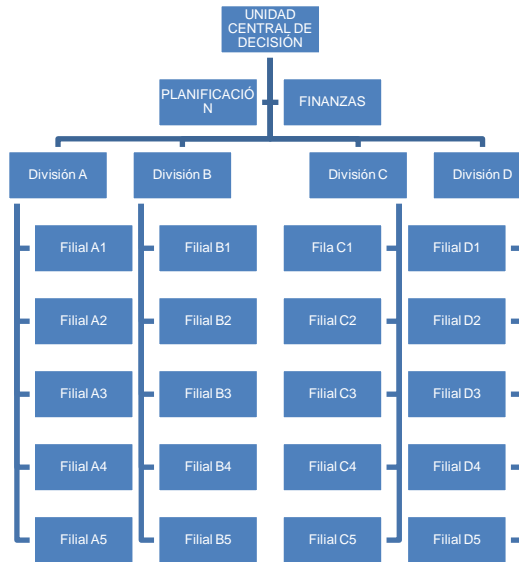 UNIDAD
CENTRAL DE
DECISIÓN
PLANIFICACIÓ
N
FINANZAS
División A
División B
División C
División D
Filial A1
Filial B1
Fila C1
Filial D1
Filial A2
Filial B2
Filial C2
Filial D2
Filial A3
Filial B3
Filial C3
Filial D3
Filial A4
Filial B4
Filial C4
Filial D4
Filial A5
Filial B5
Filial C5
Filial D5